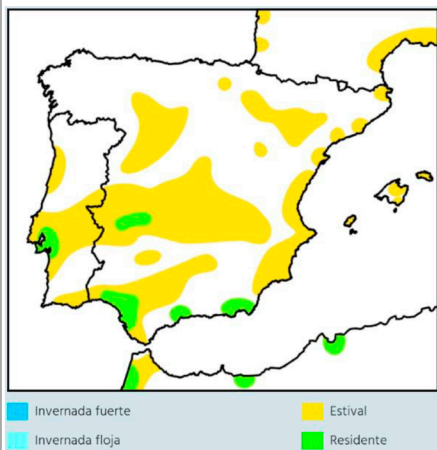 Invernada fuerte
Estival
Invernada floja
Residente